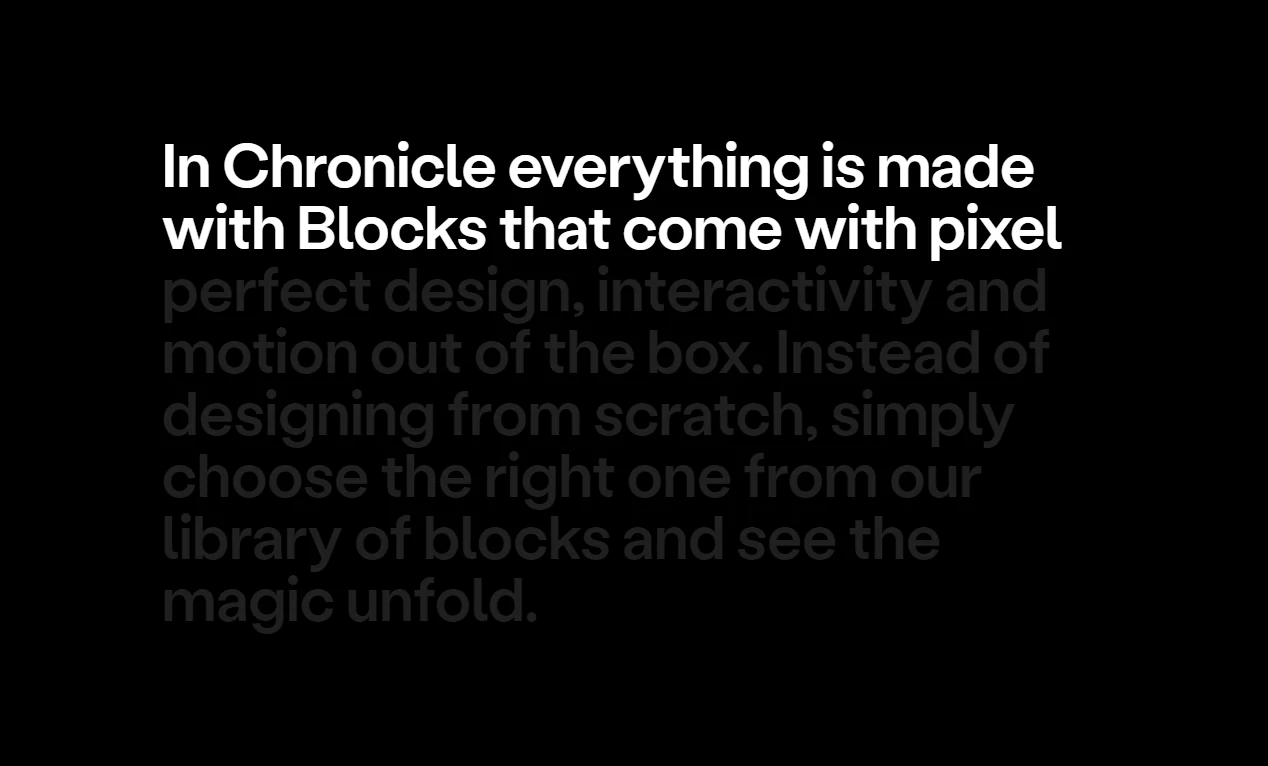 In Chronicle everything is made
with Blocks that come with pixel
perfect design, interactivity and
motion out of the box. Instead of
designing from scratch, simply
choose the right one from our
library of blocks and see the
magic unfold.